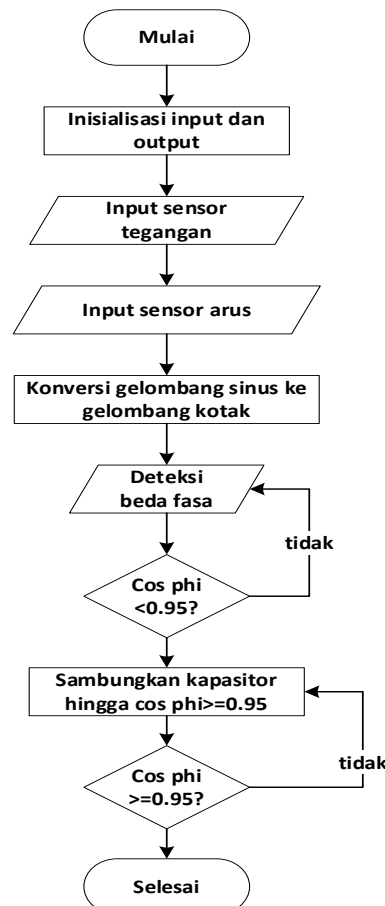 Mulai
Inisialisasi input dan
output
Input sensor
tegangan
Input sensor arus
Konversi gelombang sinus ke
gelombang kotak
Deteksi
beda fasa
tidak
Cos phi
<0.95?
Sambungkan kapasitor
hingga cos phi>=0.95
Cos phi
>=0.95?
tidak
Selesai